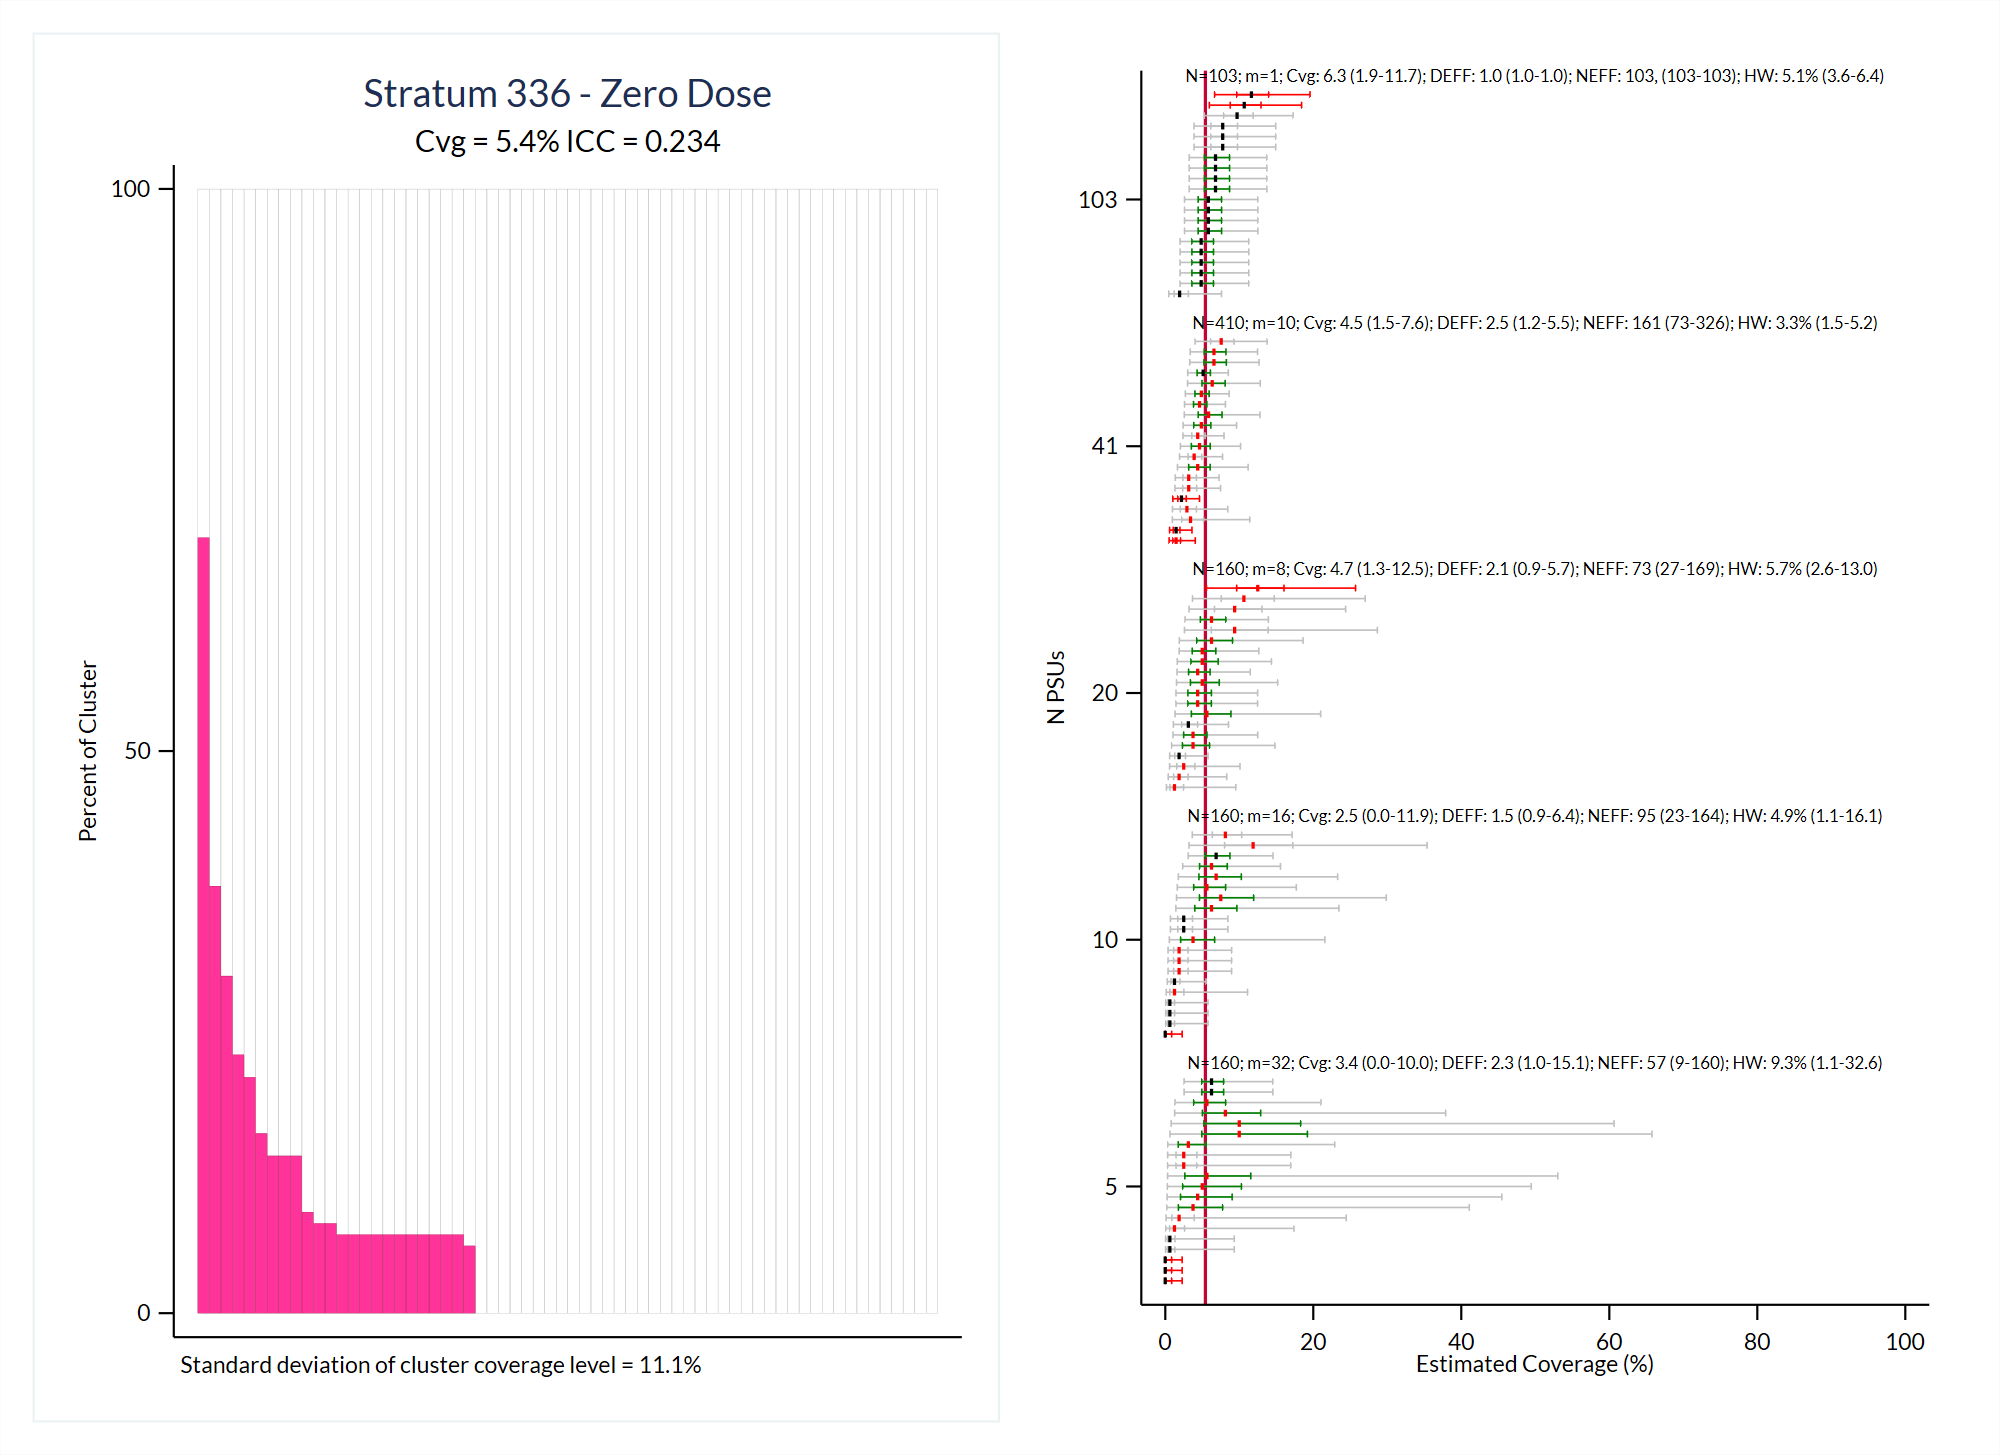 Stratum 336 - Zero Dose
Cvg = 5.4% ICC = 0.234
100
50
0
Percent of Cluster
Standard deviation of cluster coverage level = 11.1%
N=103; m=1; Cvg: 6.3 (1.9-11.7); DEFF: 1.0 (1.0-1.0); NEFF: 103, (103-103); HW: 5.1% (3.6-6.4)
103
N=410; m=10; Cvg: 4.5 (1.5-7.6); DEFF: 2.5 (1.2-5.5); NEFF: 161 (73-326); HW: 3.3% (1.5-5.2)
41
N=160; m=8; Cvg: 4.7 (1.3-12.5); DEFF: 2.1 (0.9-5.7); NEFF: 73 (27-169); HW: 5.7% (2.6-13.0)
20
N=160; m=16; Cvg: 2.5 (0.0-11.9); DEFF: 1.5 (0.9-6.4); NEFF: 95 (23-164); HW: 4.9% (1.1-16.1)
10
N=160; m=32; Cvg: 3.4 (0.0-10.0); DEFF: 2.3 (1.0-15.1); NEFF: 57 (9-160); HW: 9.3% (1.1-32.6)
5
N PSUs
0 20 40 60 80 100
Estimated Coverage (%)